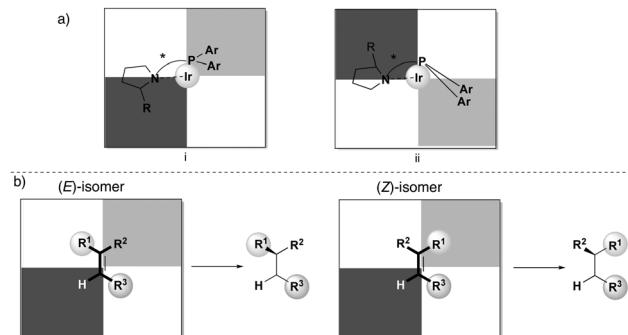 a)
R
N
*
P
Ar
Ar
-Ir
i
R
N
*
P
-Ir
Ar
Ar
ii
b)
(E)-isomer
R¹ R²
H R³
R¹ R²
H R³
(Z)-isomer
R² R¹
H R³
R² R¹
H R³